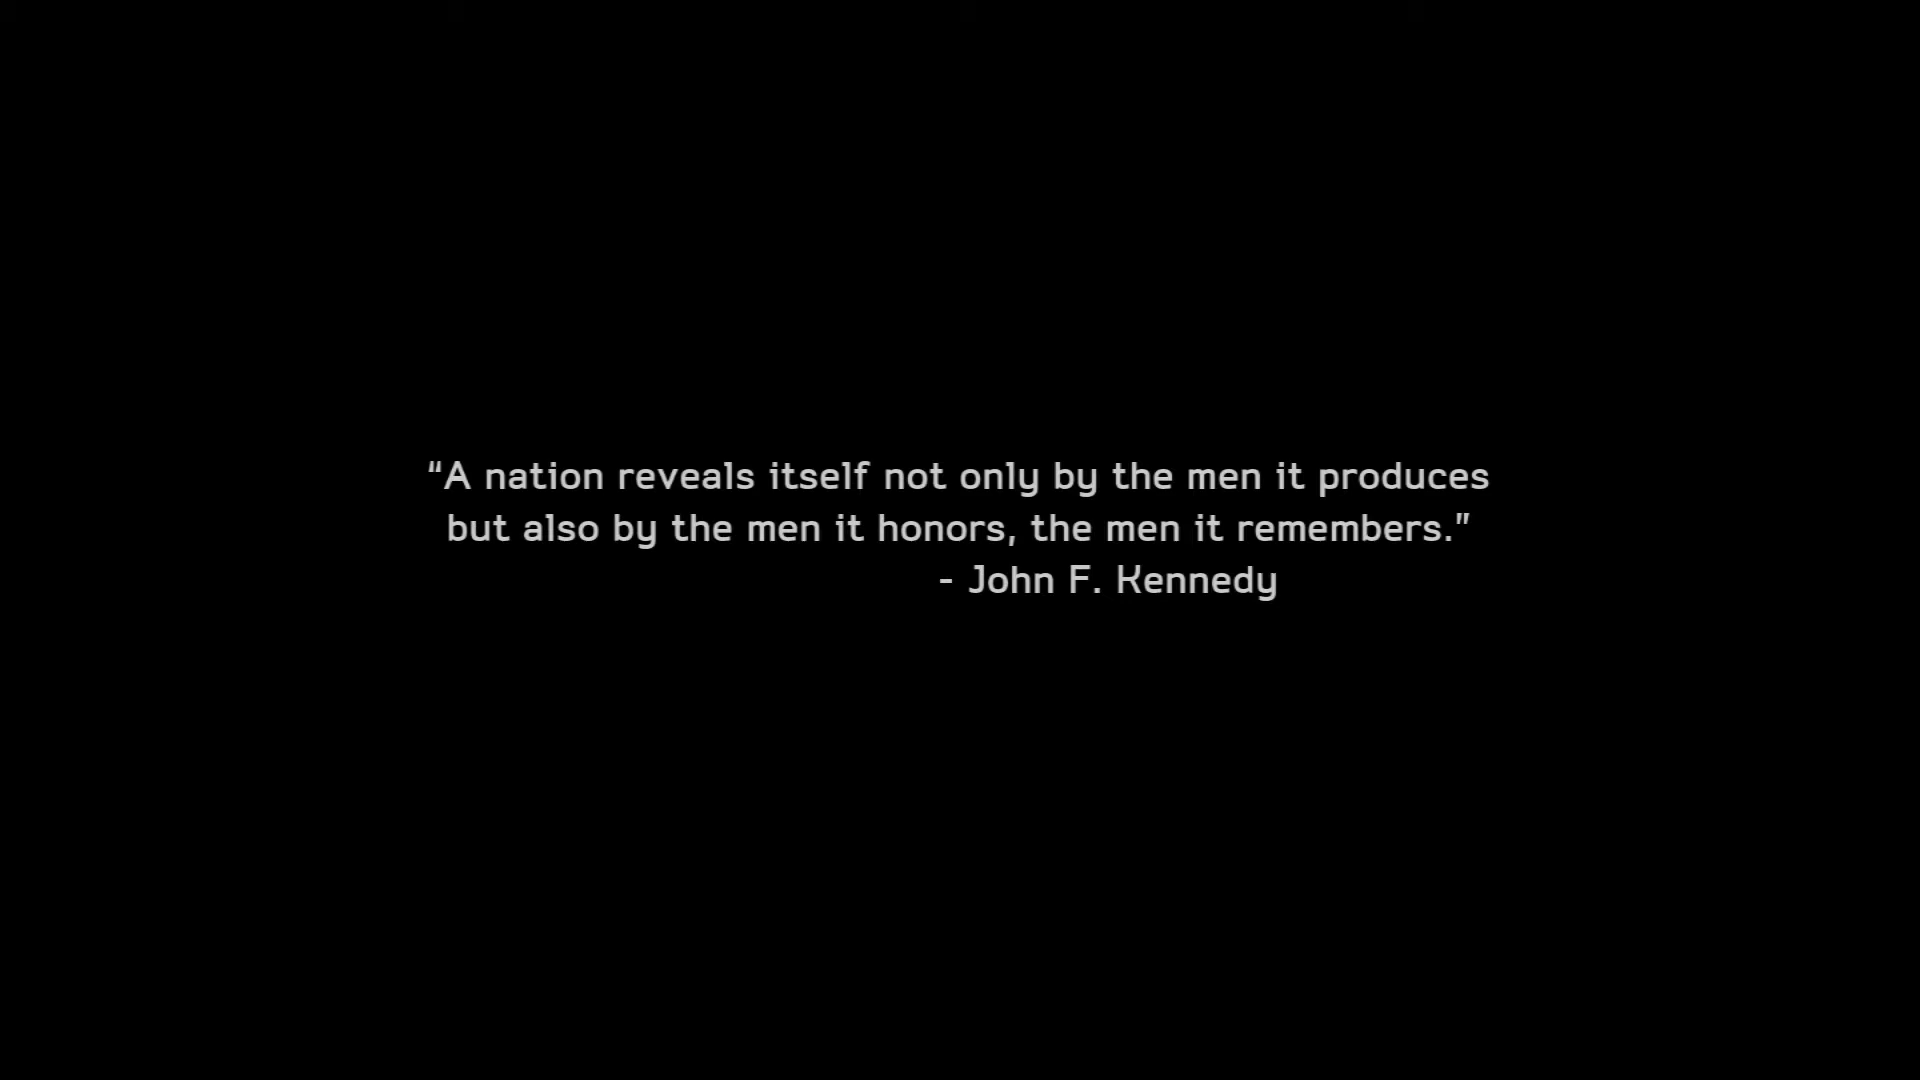 “A nation reveals itself not only by the men it produces
but also by the men it honors, the men it remembers.”
- John F. Kennedy